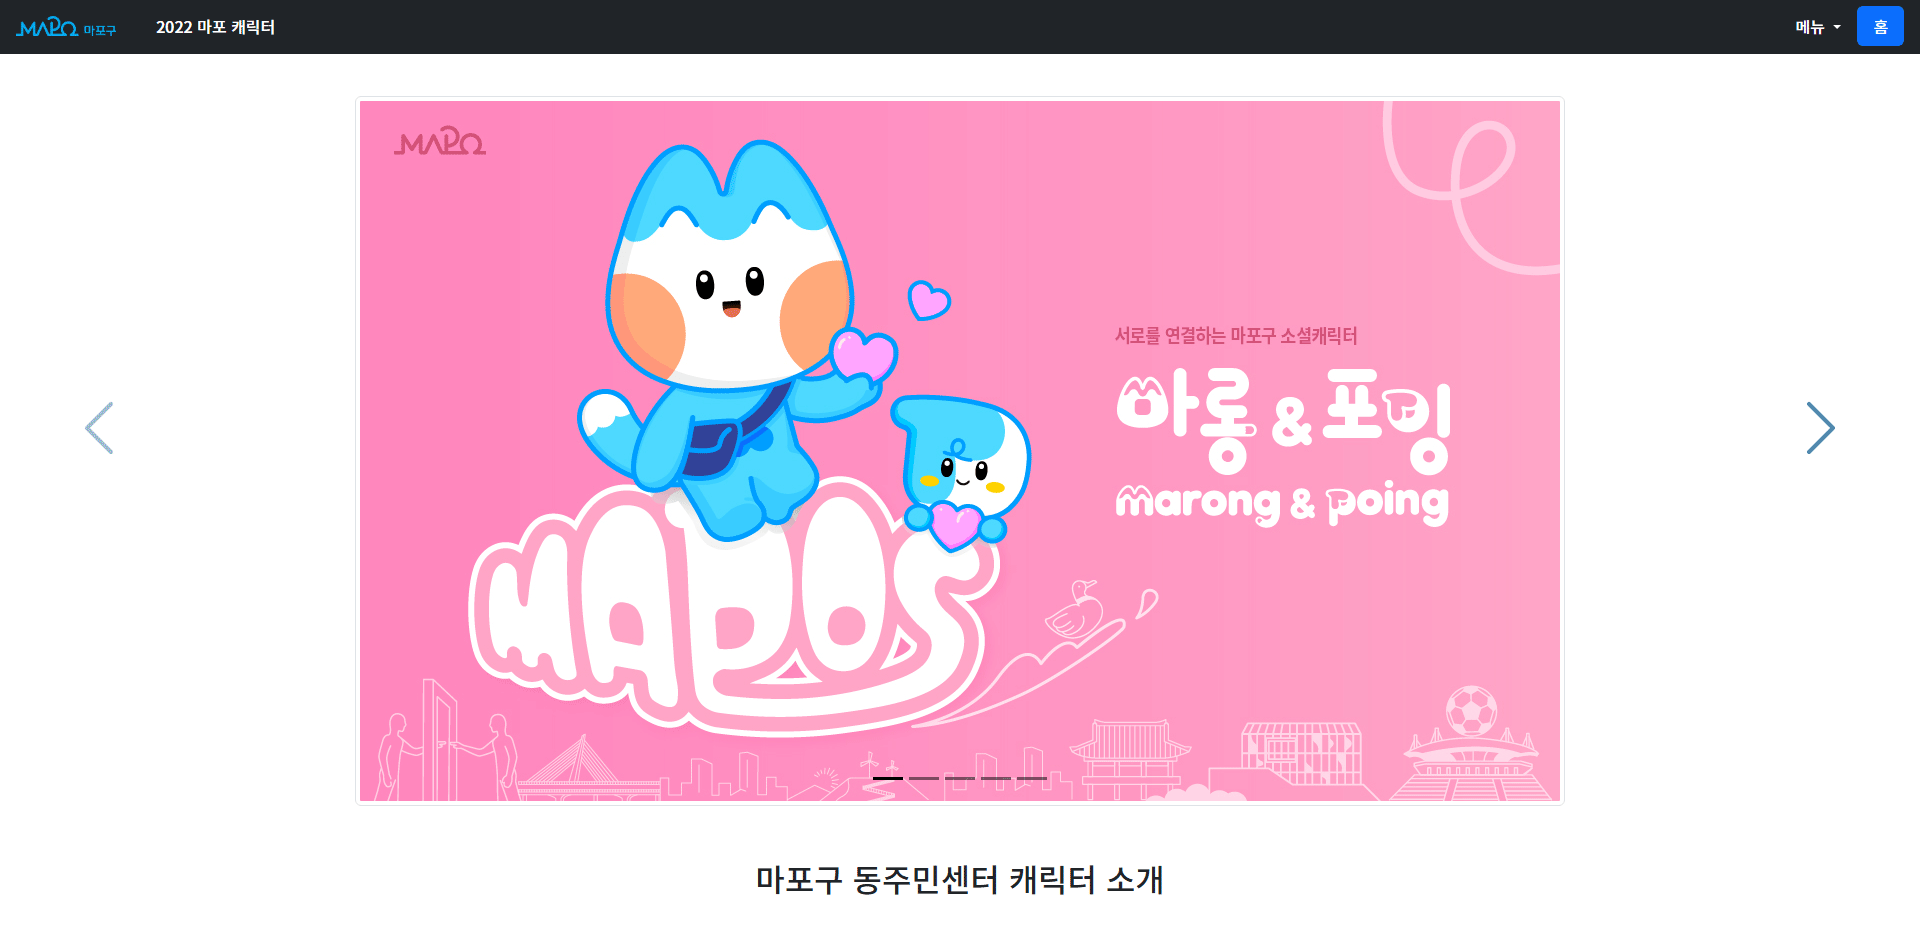 MAPO 마포구
2022 마포 캐릭터
메뉴
홈
MAPO
서로를 연결하는 마포구 소셜캐릭터
마롱 & 포잉
marong & poing
MAPOS
마포구 동주민센터 캐릭터 소개